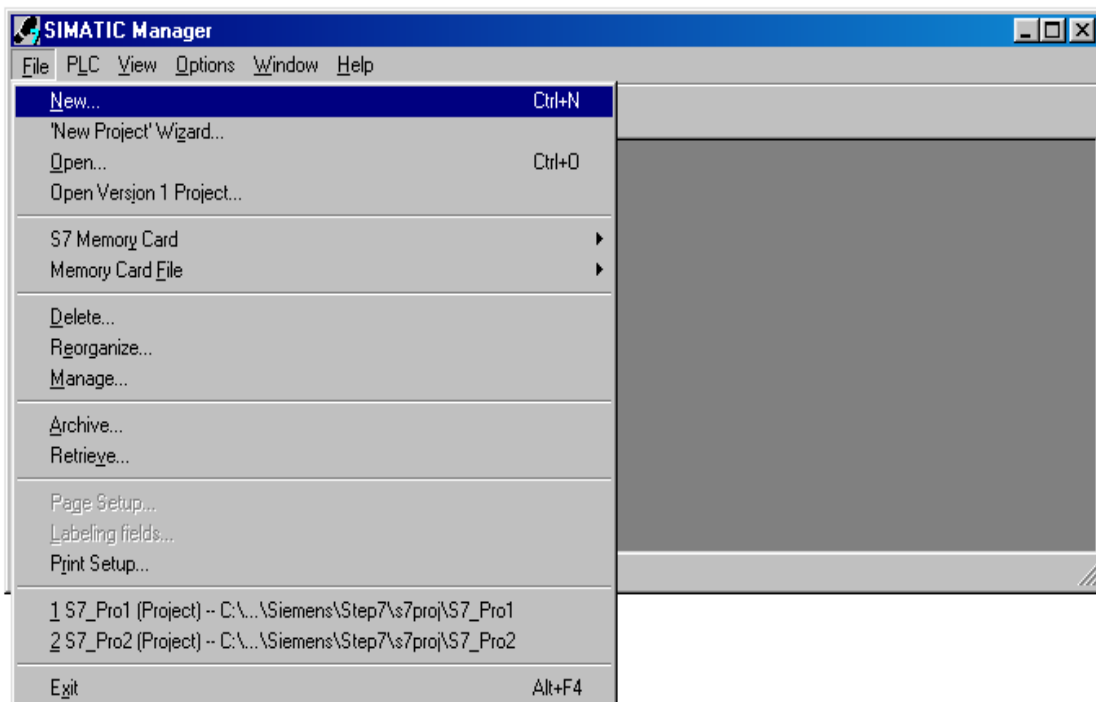 SIMATIC Manager
File PLC View Options Window Help
New... Ctrl+N
'New Project' Wizard...
Open... Ctrl+O
Open Version 1 Project...
S7 Memory Card
Memory Card File
Delete...
Reorganize...
Manage...
Archive...
Retrieve...
Page Setup...
Labeling fields...
Print Setup...
1 S7_Pro1 (Project) -- C:\...\Siemens\Step7\s7proj\S7_Pro1
2 S7_Pro2 (Project) -- C:\...\Siemens\Step7\s7proj\S7_Pro2
Exit Alt+F4